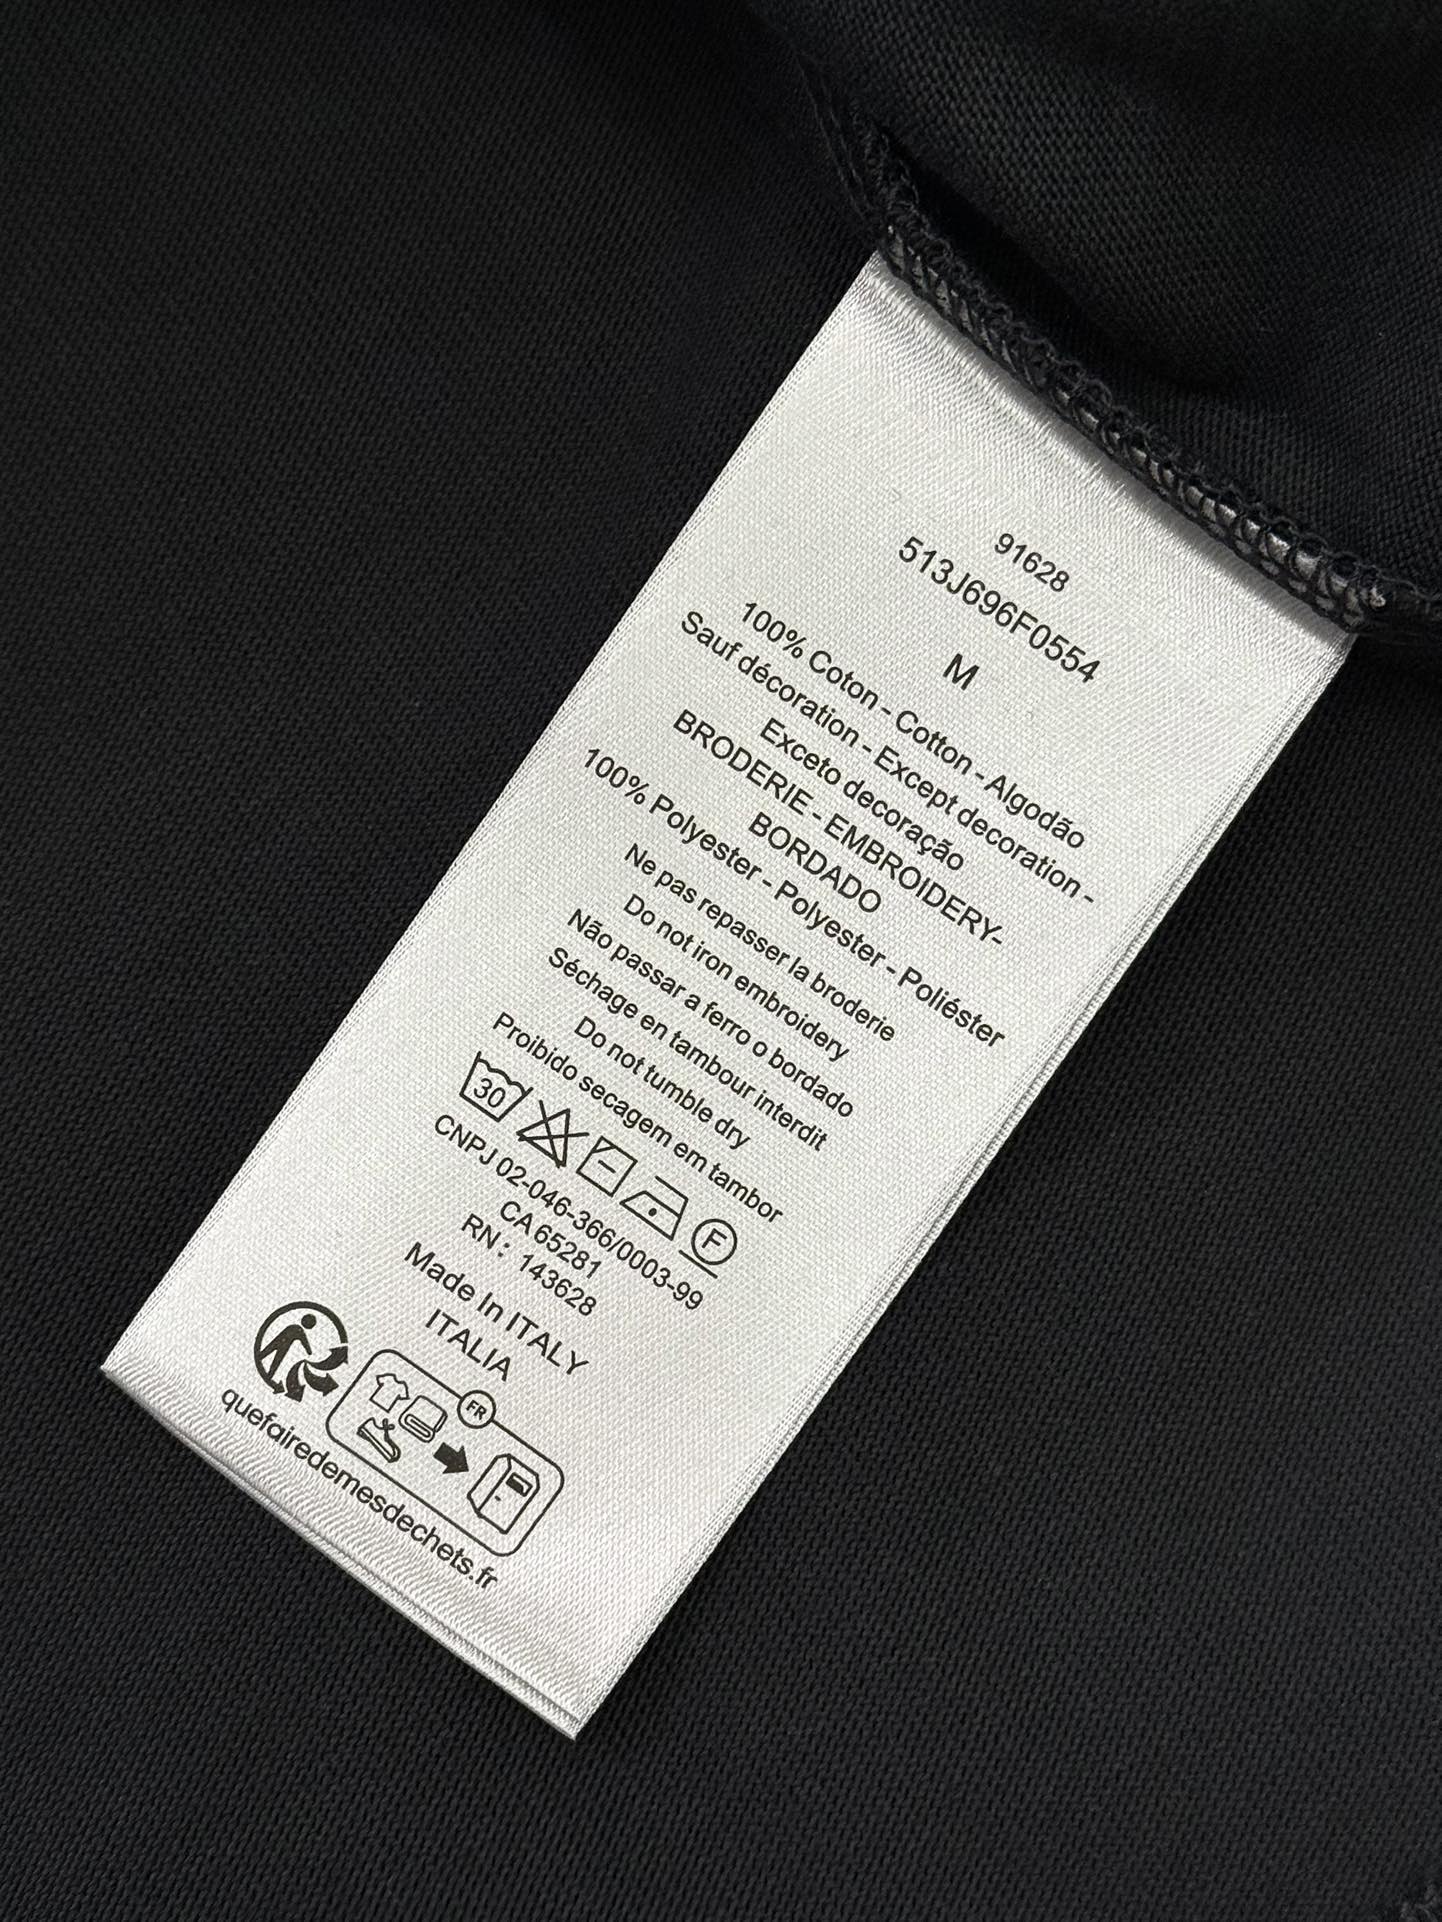 91628
513J696F0554
M
100% Coton - Cotton - Algodão
Sauf décoration - Except decoration -
Exceto decoração
BRODERIE - EMBROIDERY-
BORDADO
100% Polyester - Polyester - Poliéster
Ne pas repasser la broderie
Do not iron embroidery
Não passar a ferro o bordado
Séchage en tambour interdit
Do not tumble dry
Proibido secagem em tambor
30 F
CNPJ 02-046-366/0003-99
CA 65281
RN: 143628
Made In ITALY
ITALIA
FR
quefairedemesdechets.fr